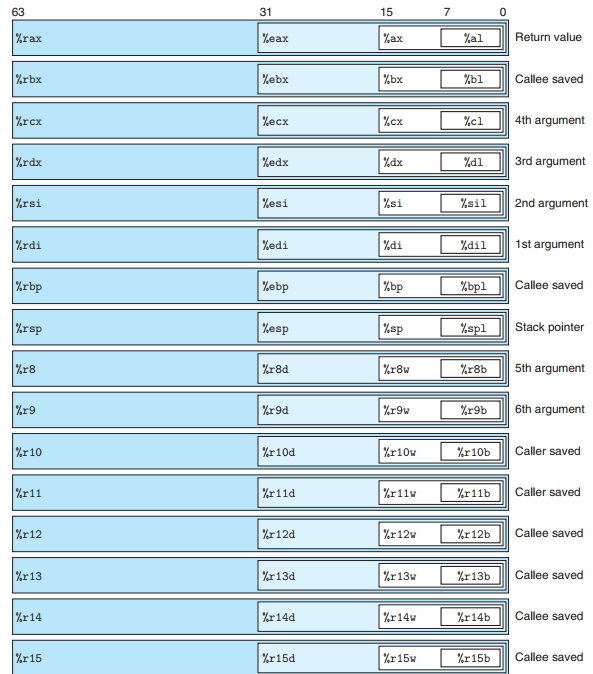 63 31 15 7 0
%rax %eax %ax %al Return value
%rbx %ebx %bx %bl Callee saved
%rcx %ecx %cx %cl 4th argument
%rdx %edx %dx %dl 3rd argument
%rsi %esi %si %sil 2nd argument
%rdi %edi %di %dil 1st argument
%rbp %ebp %bp %bpl Callee saved
%rsp %esp %sp %spl Stack pointer
%r8 %r8d %r8w %r8b 5th argument
%r9 %r9d %r9w %r9b 6th argument
%r10 %r10d %r10w %r10b Caller saved
%r11 %r11d %r11w %r11b Caller saved
%r12 %r12d %r12w %r12b Callee saved
%r13 %r13d %r13w %r13b Callee saved
%r14 %r14d %r14w %r14b Callee saved
%r15 %r15d %r15w %r15b Callee saved